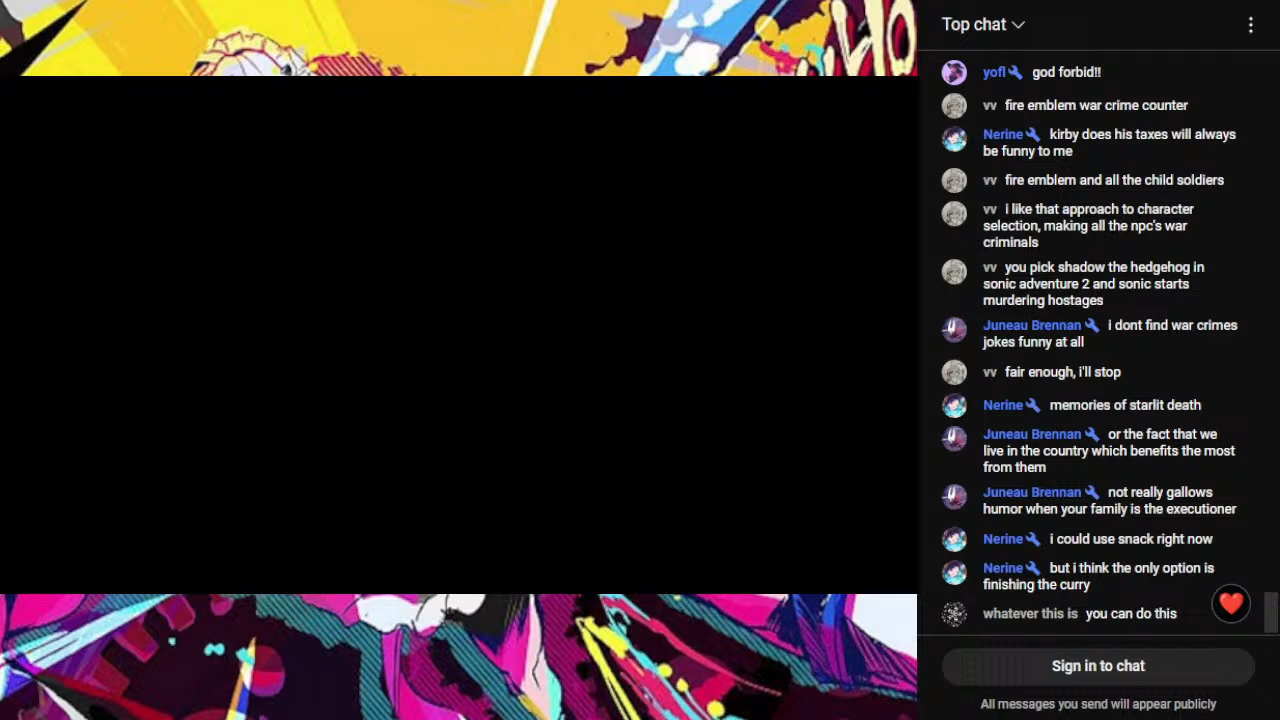 Top chat
yofi god forbid!!
vv fire emblem war crime counter
Nerine kirby does his taxes will always
be funny to me
vv fire emblem and all the child soldiers
vv i like that approach to character
selection, making all the npc's war
criminals
vv you pick shadow the hedgehog in
sonic adventure 2 and sonic starts
murdering hostages
Juneau Brennan i dont find war crimes
jokes funny at all
vv fair enough, i'll stop
Nerine memories of starlit death
Juneau Brennan or the fact that we
live in the country which benefits the most
from them
Juneau Brennan not really gallows
humor when your family is the executioner
Nerine i could use snack right now
Nerine but i think the only option is
finishing the curry
whatever this is you can do this
Sign in to chat
All messages you send will appear publicly